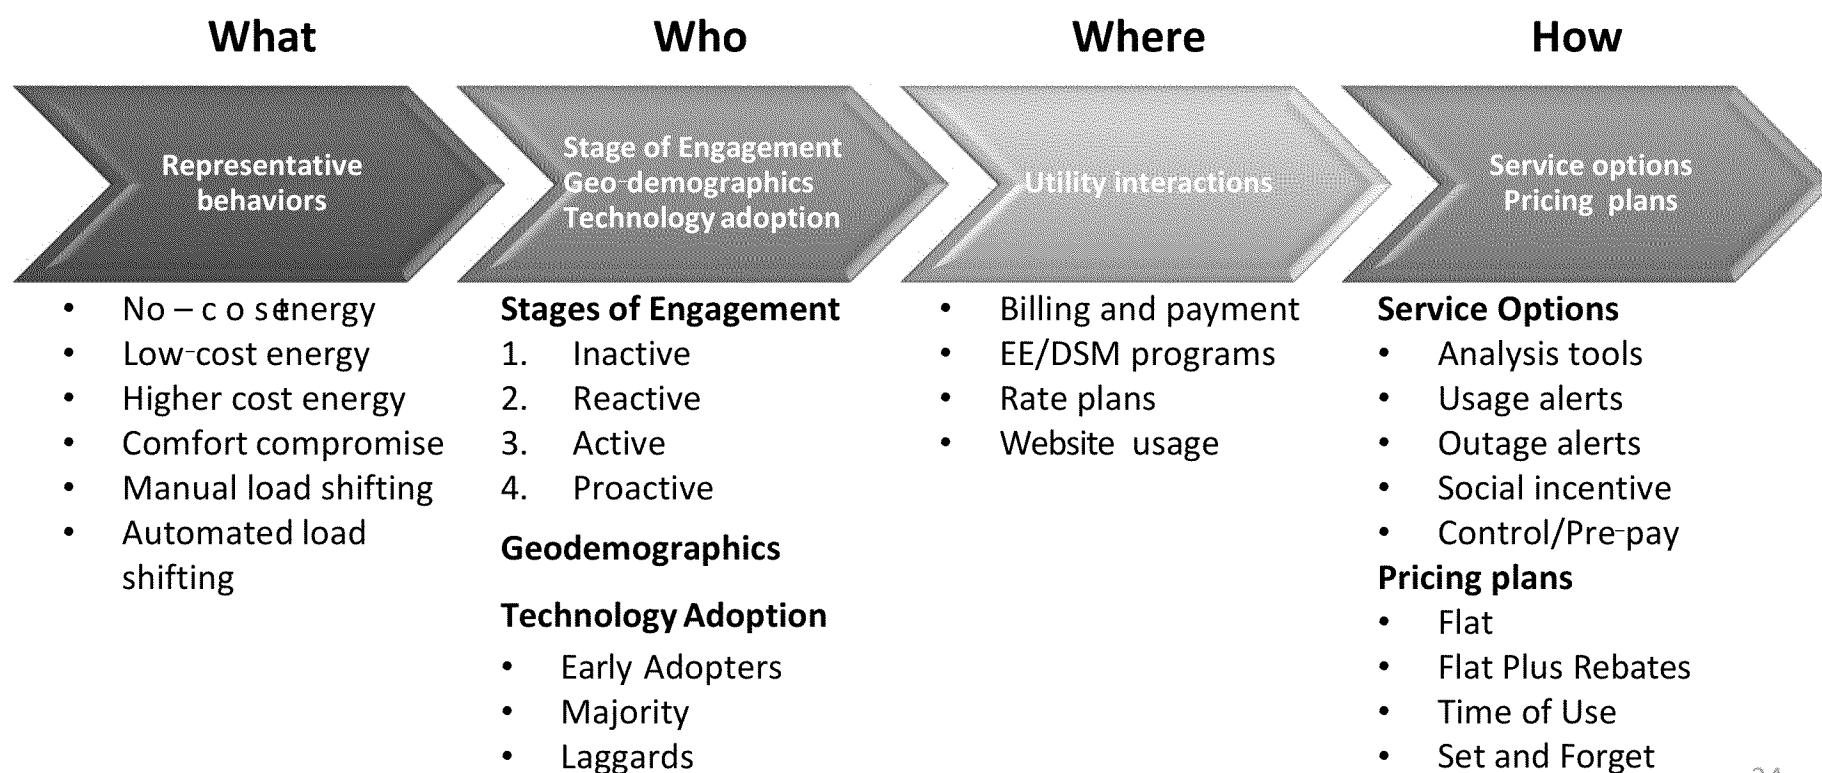 What
Who
Where
How
Representative
behaviors
Stage of Engagement
Geo-demographics
Technology adoption
Utility interactions
Service options
Pricing plans
• No – c o s energy
• Low-cost energy
• Higher cost energy
• Comfort compromise
• Manual load shifting
• Automated load
shifting
Stages of Engagement
1. Inactive
2. Reactive
3. Active
4. Proactive
Geodemographics
Technology Adoption
• Early Adopters
• Majority
• Laggards
• Billing and payment
• EE/DSM programs
• Rate plans
• Website usage
Service Options
• Analysis tools
• Usage alerts
• Outage alerts
• Social incentive
• Control/Pre-pay
Pricing plans
• Flat
• Flat Plus Rebates
• Time of Use
• Set and Forget